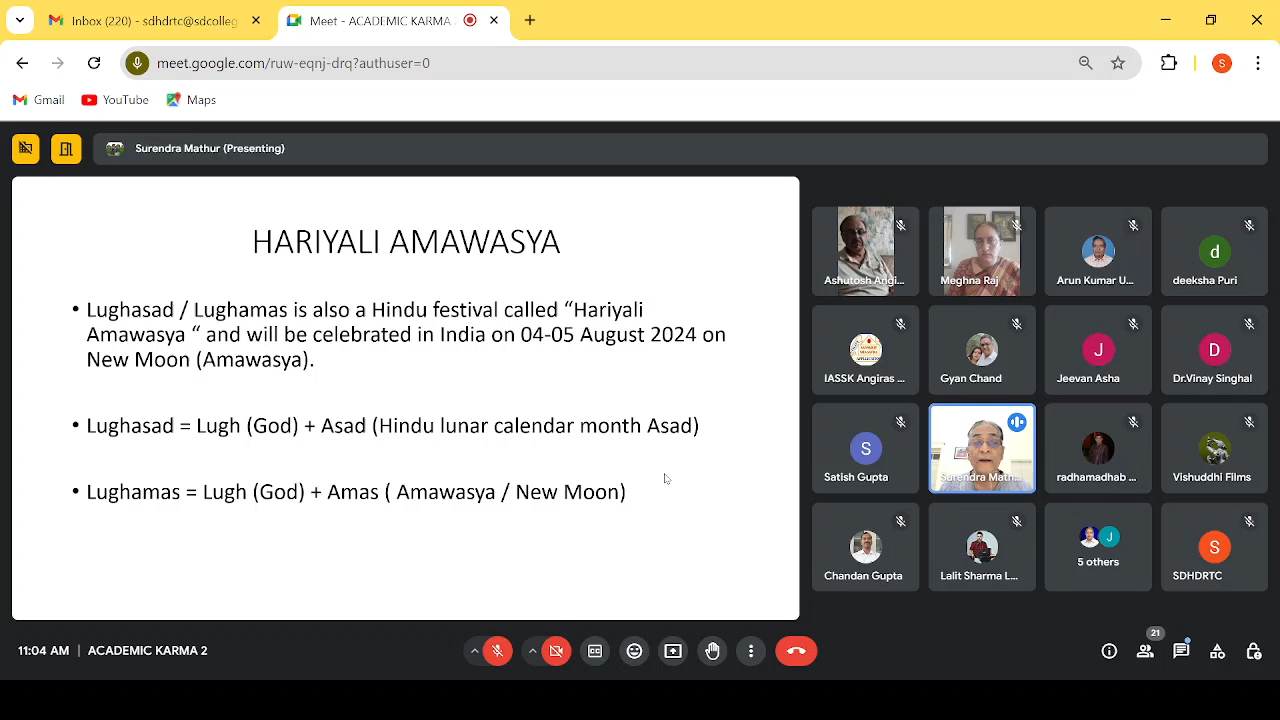 Inbox (220) - sdhdrtc@sdcolleg
Meet - ACADEMIC KARMA
meet.google.com/ruw-eqnj-drq?authuser=0
S
Gmail
YouTube
Maps
Surendra Mathur (Presenting)
HARIYALI AMAWASYA
• Lughasad / Lughamas is also a Hindu festival called “Hariyali
Amawasya “ and will be celebrated in India on 04-05 August 2024 on
New Moon (Amawasya).
• Lughasad = Lugh (God) + Asad (Hindu lunar calendar month Asad)
• Lughamas = Lugh (God) + Amas ( Amawasya / New Moon)
Ashutosh Angi...
Meghna Raj
Arun Kumar U...
d
deeksha Puri
IASSK Angiras ...
Gyan Chand
J
Jeevan Asha
D
Dr.Vinay Singhal
S
Satish Gupta
Surendra Math...
radhamadhab ...
Vishuddhi Films
Chandan Gupta
Lalit Sharma L...
J
5 others
S
SDHDRTC
11:04 AM | ACADEMIC KARMA 2
21